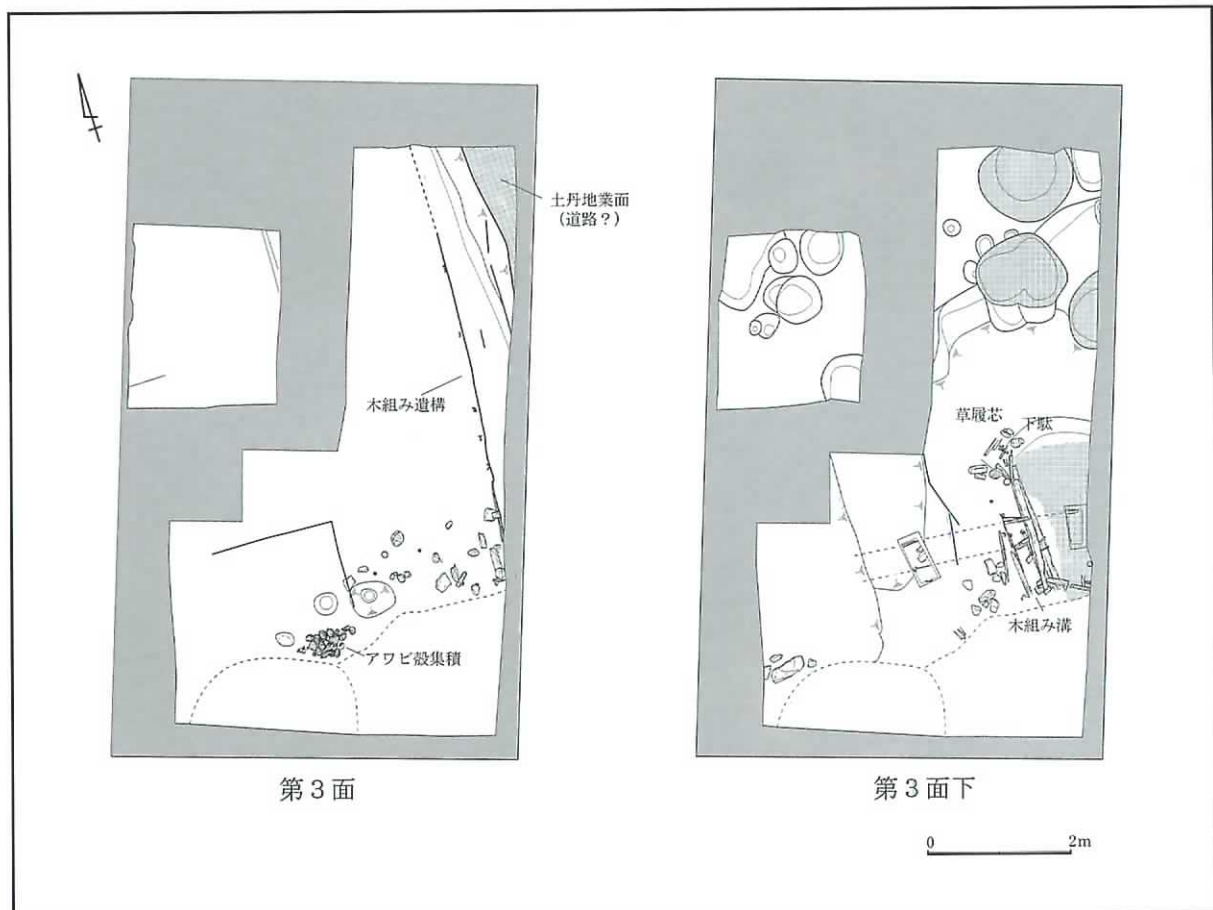 土丹地業面
(道路？)
木組み遺構
アワビ殻集積
第３面
草履芯
下駄
木組み溝
第３面下
0
2m